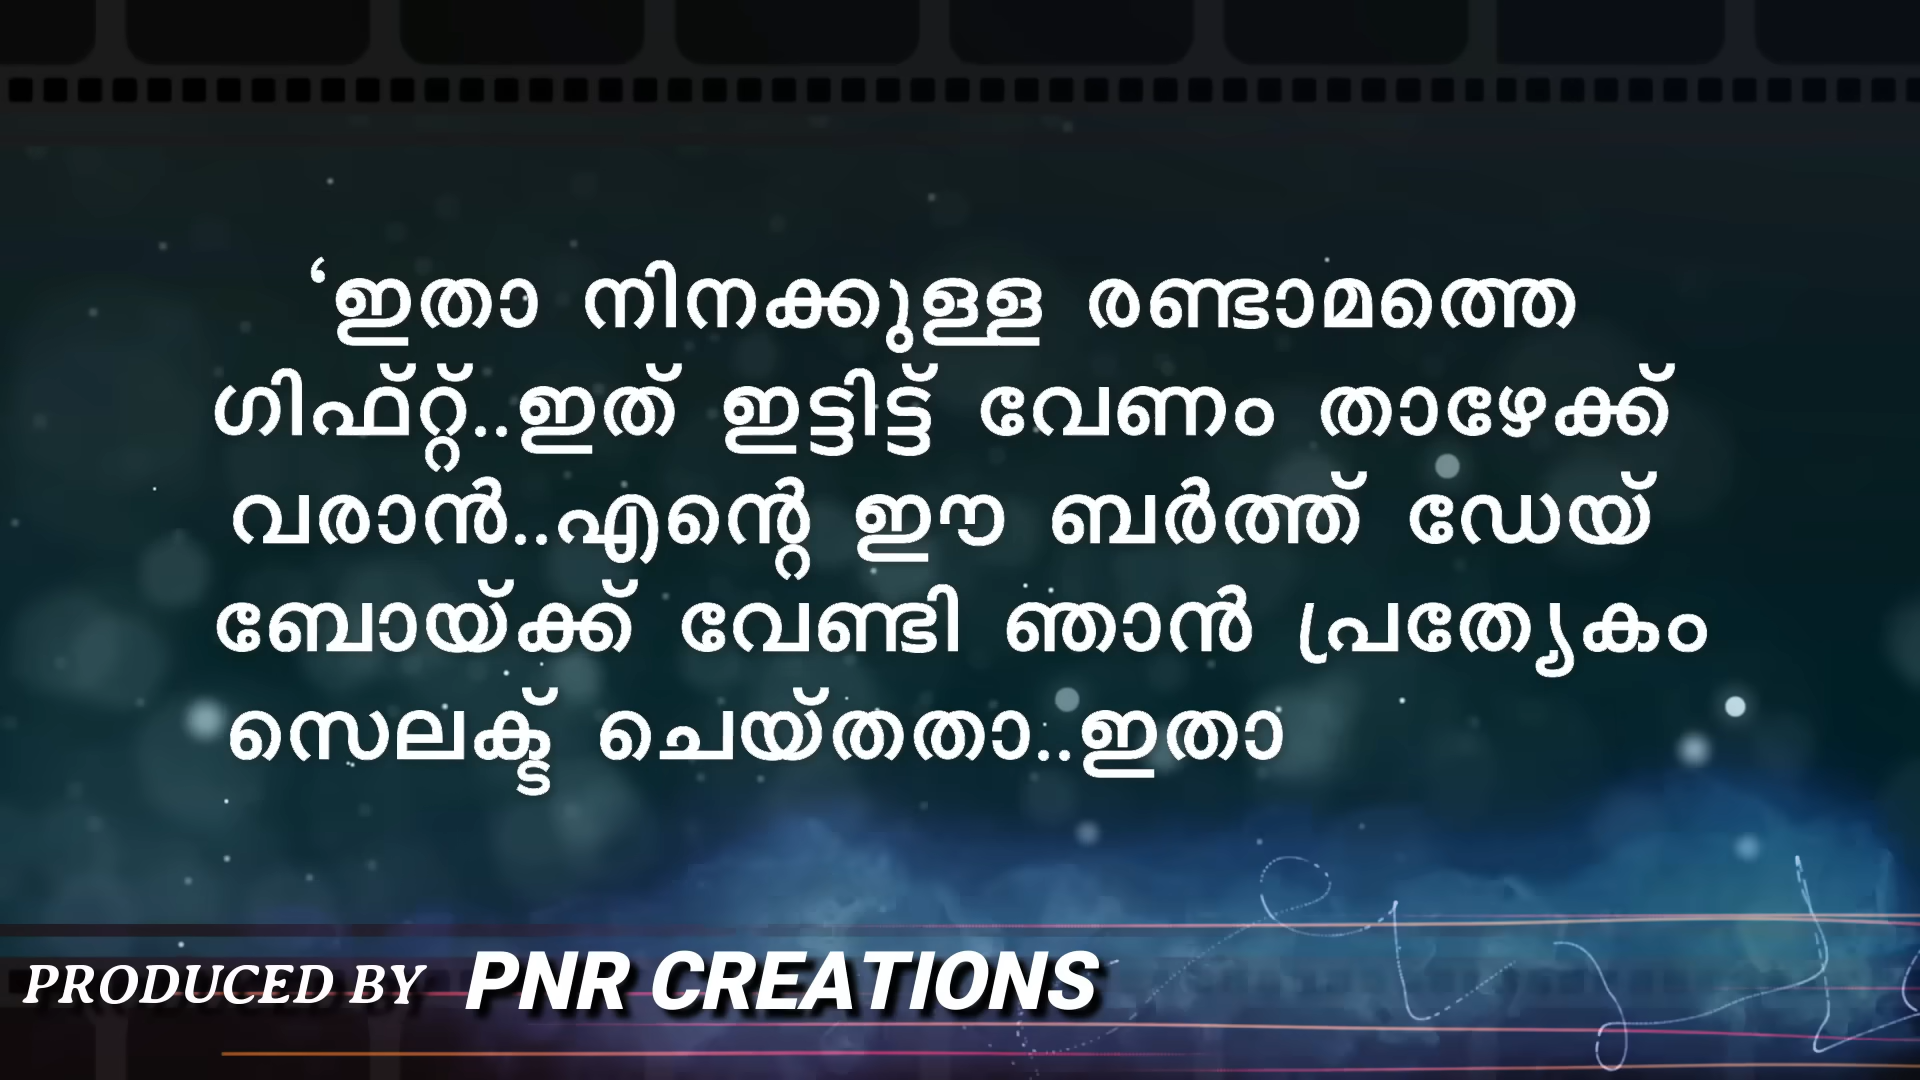 ‘ഇതാ നിനക്കുള്ള രണ്ടാമത്തെ
ഗിഫ്റ്റ്..ഇത് ഇട്ടിട്ട് വേണം താഴേക്ക്
വരാൻ..എന്റെ ഈ ബർത്ത് ഡേയ്
ബോയ്ക്ക് വേണ്ടി ഞാൻ പ്രത്യേകം
സെലക്ട് ചെയ്തതാ..ഇതാ
PRODUCED BY PNR CREATIONS